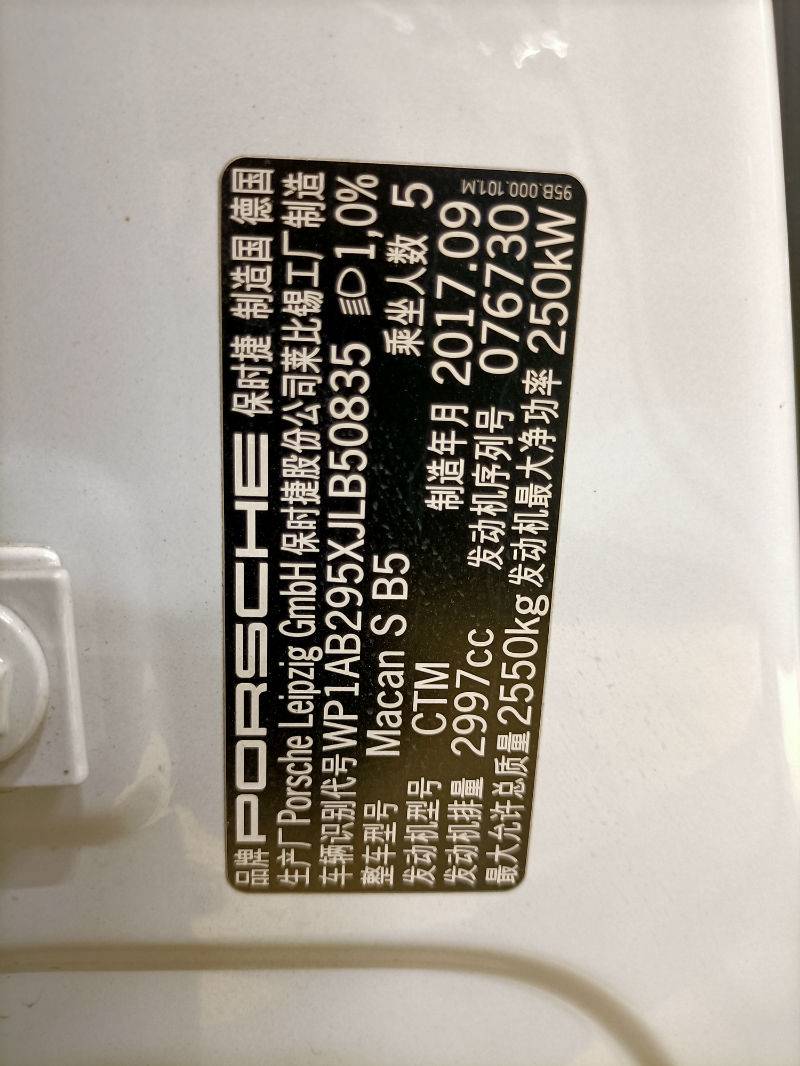 品牌 PORSCHE 保时捷 制造国 德国
生产厂 Porsche Leipzig GmbH 保时捷股份公司莱比锡工厂制造
车辆识别代号 WP1AB295XJLB50835 1,0%
整车型号 Macan S B5 乘坐人数 5
发动机型号 CTM 制造年月 2017.09
发动机排量 2997cc 发动机序列号 076730
最大允许总质量 2550kg 发动机最大净功率 250kW
95B.000.101.M